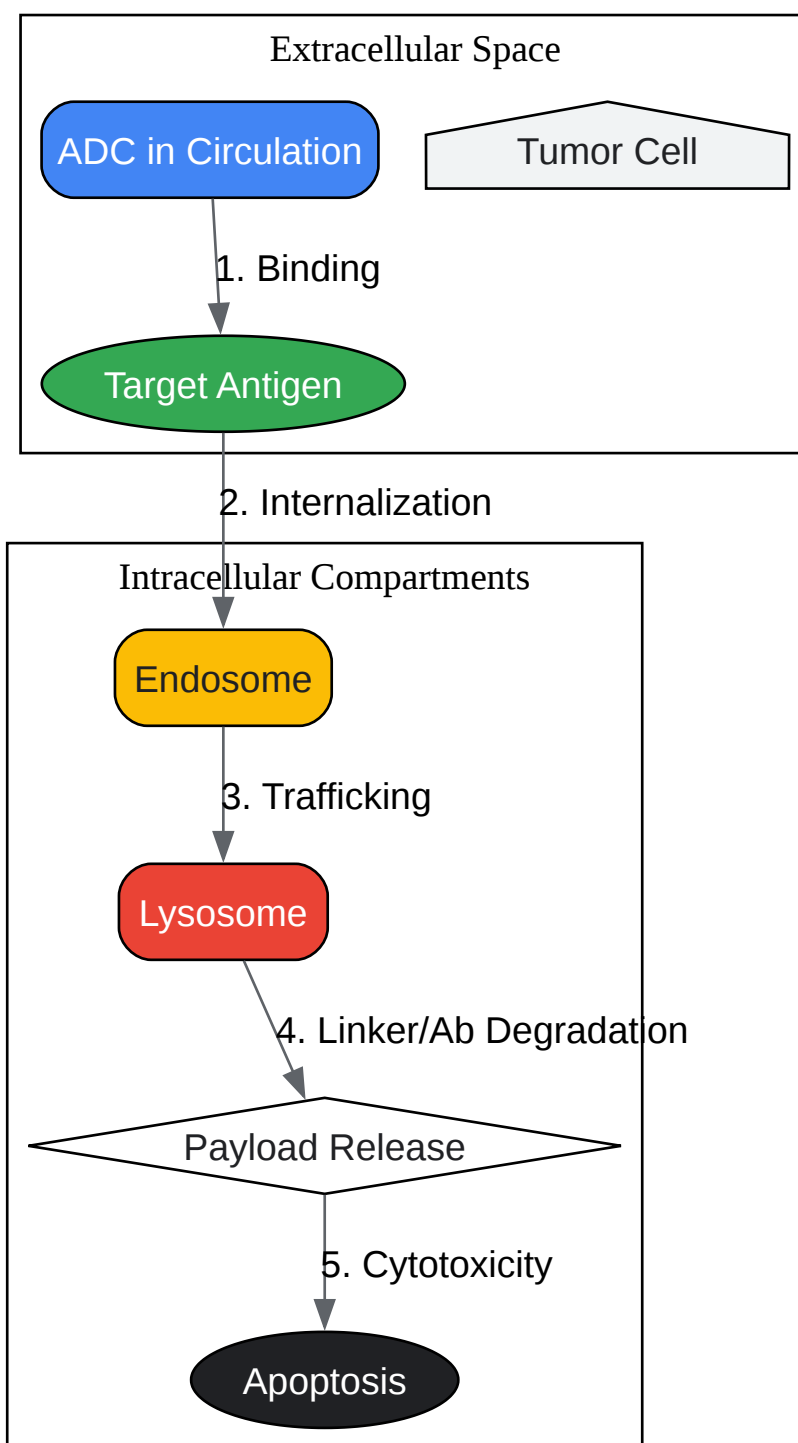 Extracellular Space
ADC in Circulation
Tumor Cell
1. Binding
Target Antigen
2. Internalization
Intracellular Compartments
Endosome
3. Trafficking
Lysosome
4. Linker/Ab Degradation
Payload Release
5. Cytotoxicity
Apoptosis